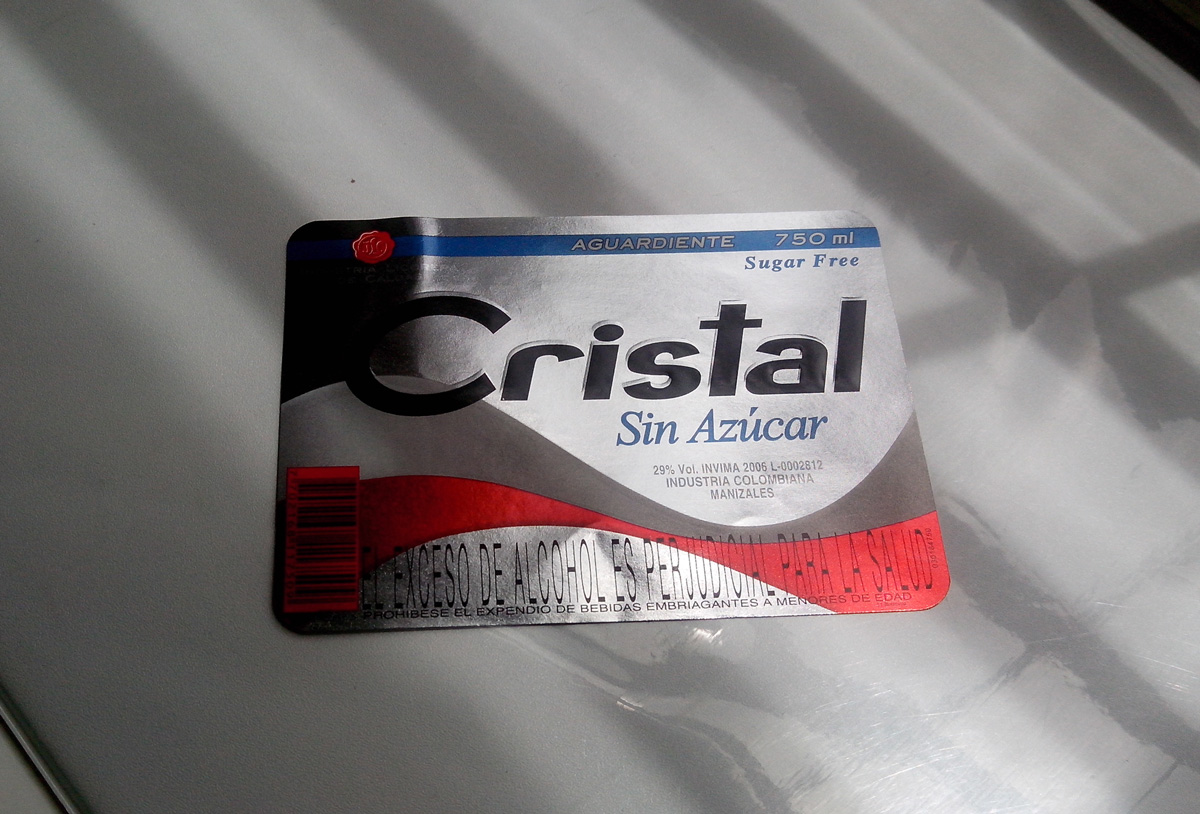 AGUARDIENTE 750 ml
Sugar Free
Cristal
Sin Azúcar
29% Vol. INVIMA 2006 L-0002812
INDUSTRIA COLOMBIANA
MANIZALES
EL EXCESO DE ALCOHOL ES PERJUDICIAL PARA LA SALUD
PROHIBESE EL EXPENDIO DE BEBIDAS EMBRIAGANTES A MENORES DE EDAD